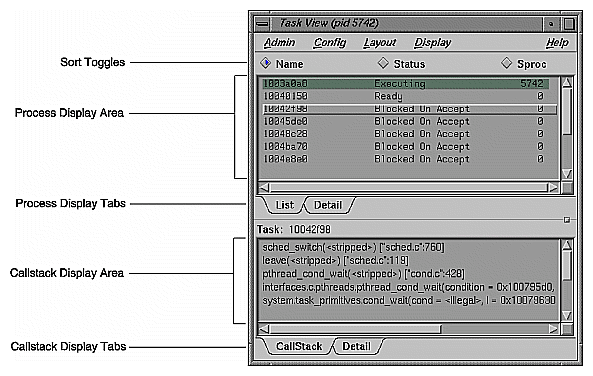 Task View (pid 5742)
Admin Config Layout Display Help
Sort Toggles
Name Status Sproc
Process Display Area
1003a0a0 Executing 5742
10040150 Ready 0
10042f98 Blocked On Accept 0
10045de0 Blocked On Accept 0
10048c28 Blocked On Accept 0
1004ba70 Blocked On Accept 0
1004e8e0 Blocked On Accept 0
Process Display Tabs
List Detail
Task: 10042f98
Callstack Display Area
sched_switch(<stripped>) ["sched.c":760]
leave(<stripped>) ["sched.c":119]
pthread_cond_wait(<stripped>) ["cond.c":428]
interfaces.c.pthreads.pthread_cond_wait(condition = 0x100795d0,
system.task_primitives.cond_wait(cond = <illegal>, l = 0x10079630
Callstack Display Tabs
CallStack Detail